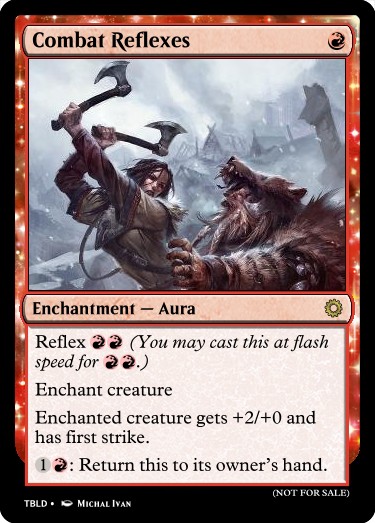 Combat Reflexes
Enchantment — Aura
Reflex (You may cast this at flash
speed for .)
Enchant creature
Enchanted creature gets +2/+0 and
has first strike.
1: Return this to its owner's hand.
(NOT FOR SALE)
TBLD • MICHAL IVAN